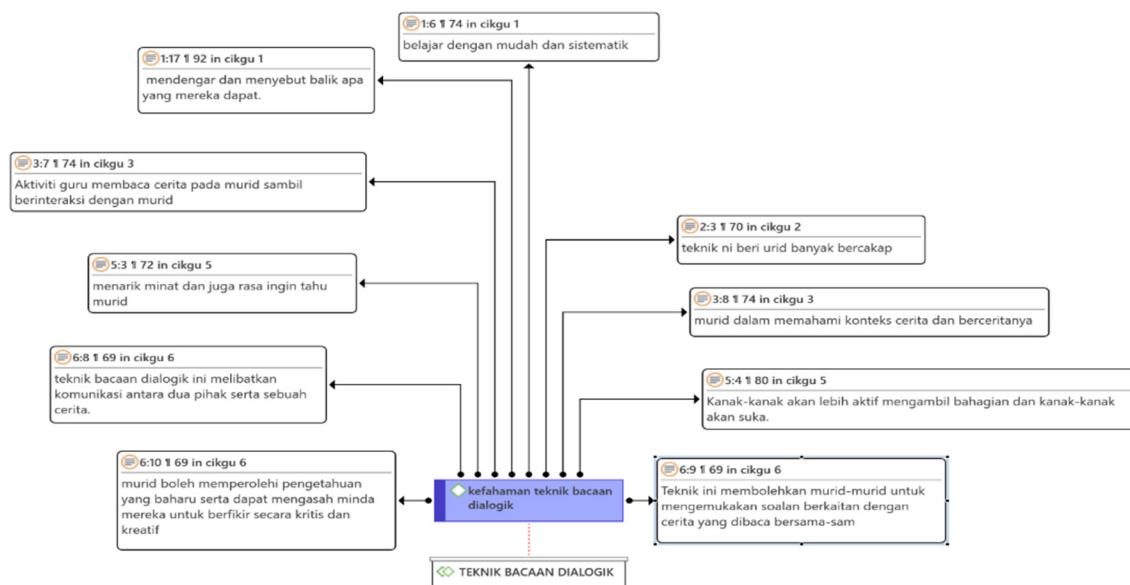 1:6 ¶ 74 in cikgu 1
belajar dengan mudah dan sistematik
1:17 ¶ 92 in cikgu 1
mendengar dan menyebut balik apa
yang mereka dapat.
3:7 ¶ 74 in cikgu 3
Aktiviti guru membaca cerita pada murid sambil
berinteraksi dengan murid
2:3 ¶ 70 in cikgu 2
teknik ni beri urid banyak bercakap
5:3 ¶ 72 in cikgu 5
menarik minat dan juga rasa ingin tahu
murid
3:8 ¶ 74 in cikgu 3
murid dalam memahami konteks cerita dan berceritanya
6:8 ¶ 69 in cikgu 6
teknik bacaan dialogik ini melibatkan
komunikasi antara dua pihak serta sebuah
cerita.
5:4 ¶ 80 in cikgu 5
Kanak-kanak akan lebih aktif mengambil bahagian dan kanak-kanak
akan suka.
6:10 ¶ 69 in cikgu 6
murid boleh memperolehi pengetahuan
yang baharu serta dapat mengasah minda
mereka untuk berfikir secara kritis dan
kreatif
kefahaman teknik bacaan
dialogik
6:9 ¶ 69 in cikgu 6
Teknik ini membolehkan murid-murid untuk
mengemukakan soalan berkaitan dengan
cerita yang dibaca bersama-sam
TEKNIK BACAAN DIALOGIK